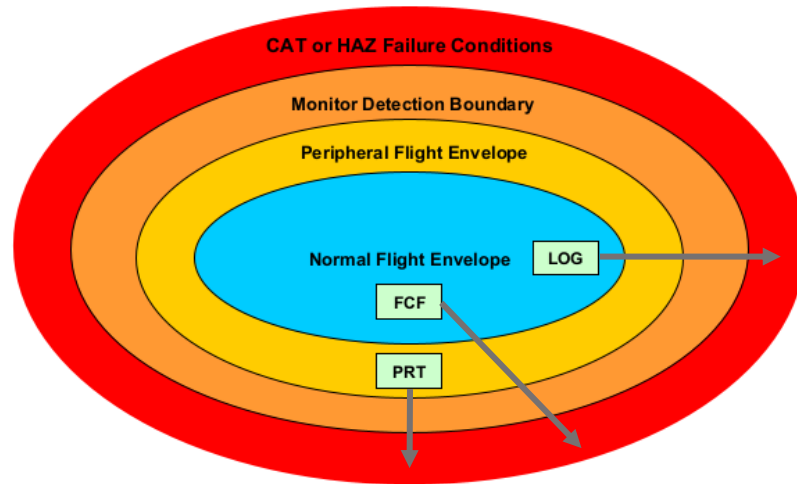 CAT or HAZ Failure Conditions
Monitor Detection Boundary
Peripheral Flight Envelope
Normal Flight Envelope
LOG
FCF
PRT